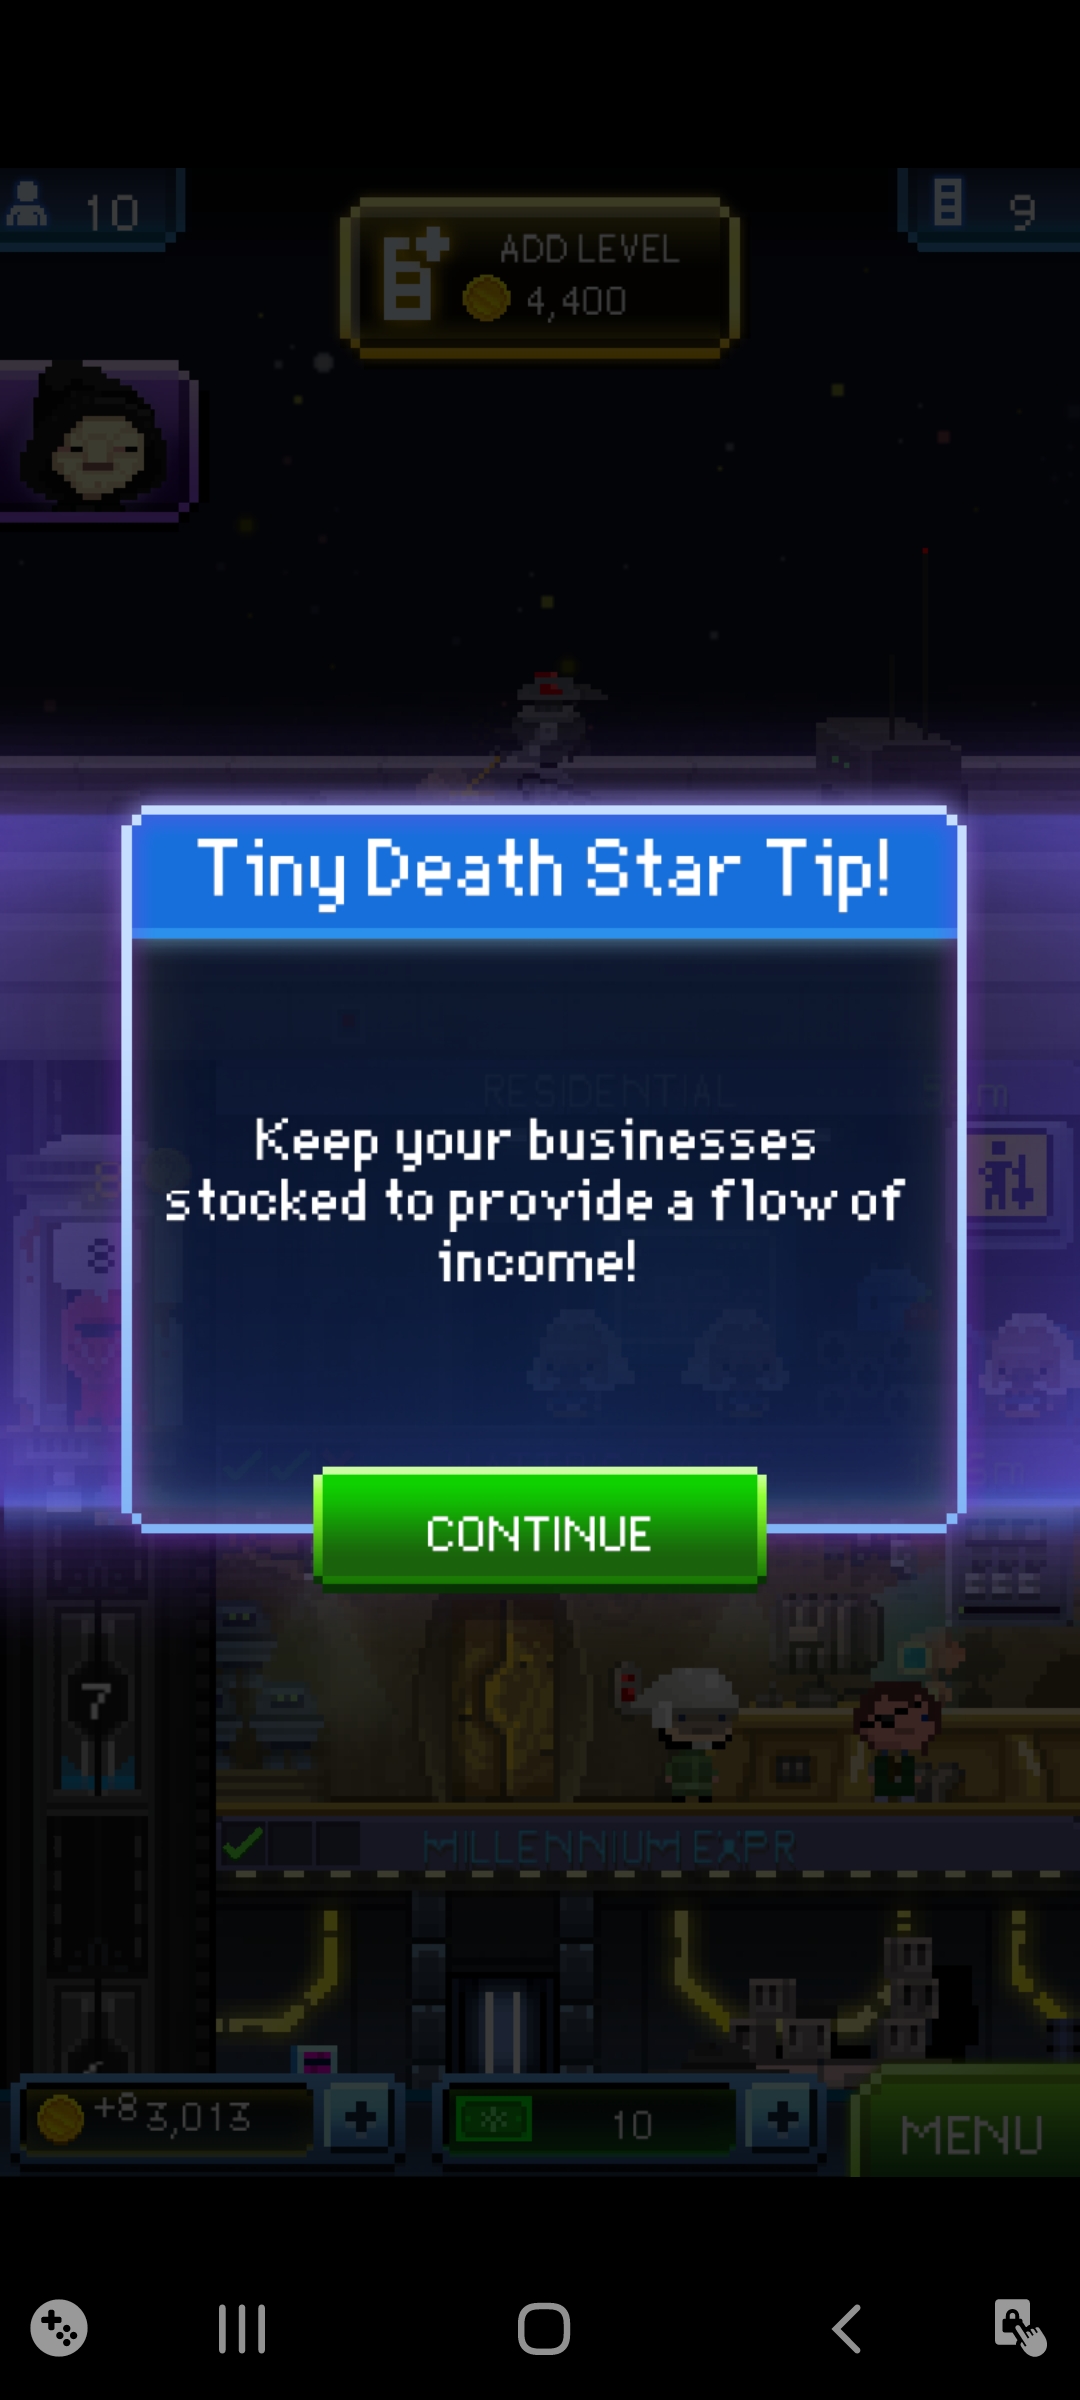 10
ADD LEVEL
4,400
9
Tiny Death Star Tip!
RESIDENTIAL
Keep your businesses
stocked to provide a flow of
income!
8
CONTINUE
7
MILLENNIUM EXPR
+8 3,013
10
MENU